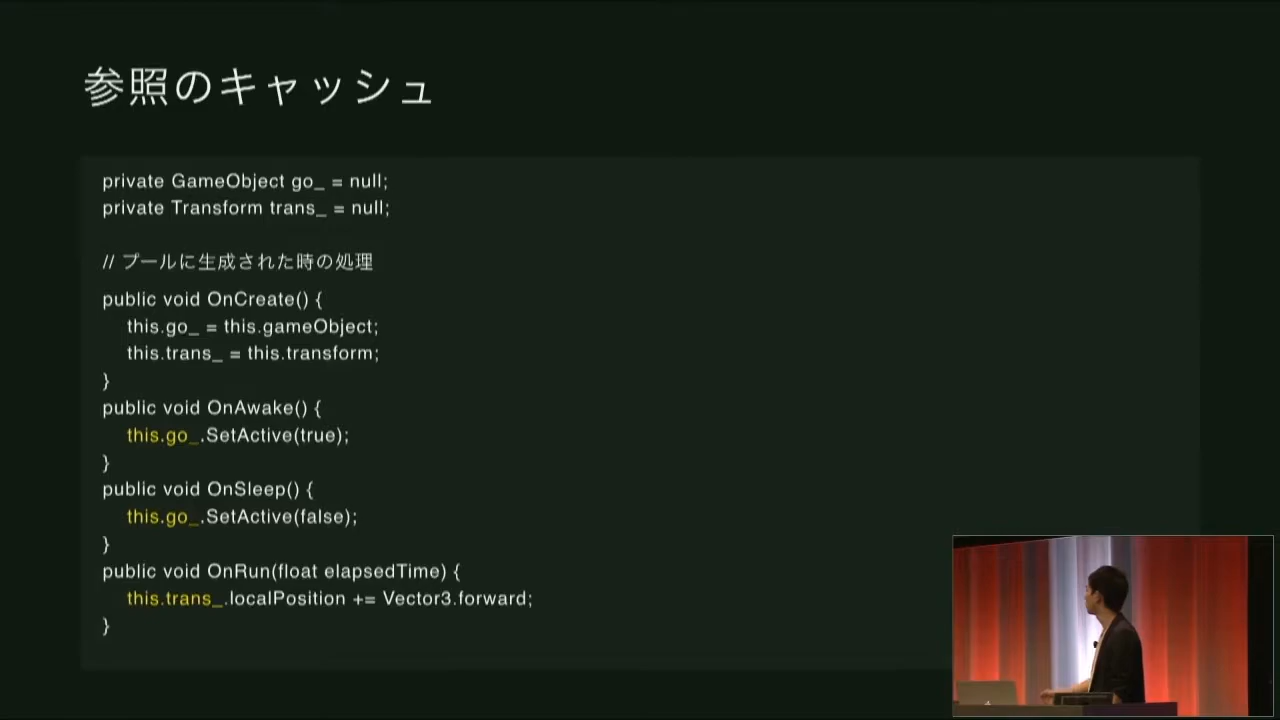 参照のキャッシュ
private GameObject go_ = null;
private Transform trans_ = null;
// プールに生成された時の処理
public void OnCreate() {
this.go_ = this.gameObject;
this.trans_ = this.transform;
}
public void OnAwake() {
this.go_.SetActive(true);
}
public void OnSleep() {
this.go_.SetActive(false);
}
public void OnRun(float elapsedTime) {
this.trans_.localPosition += Vector3.forward;
}